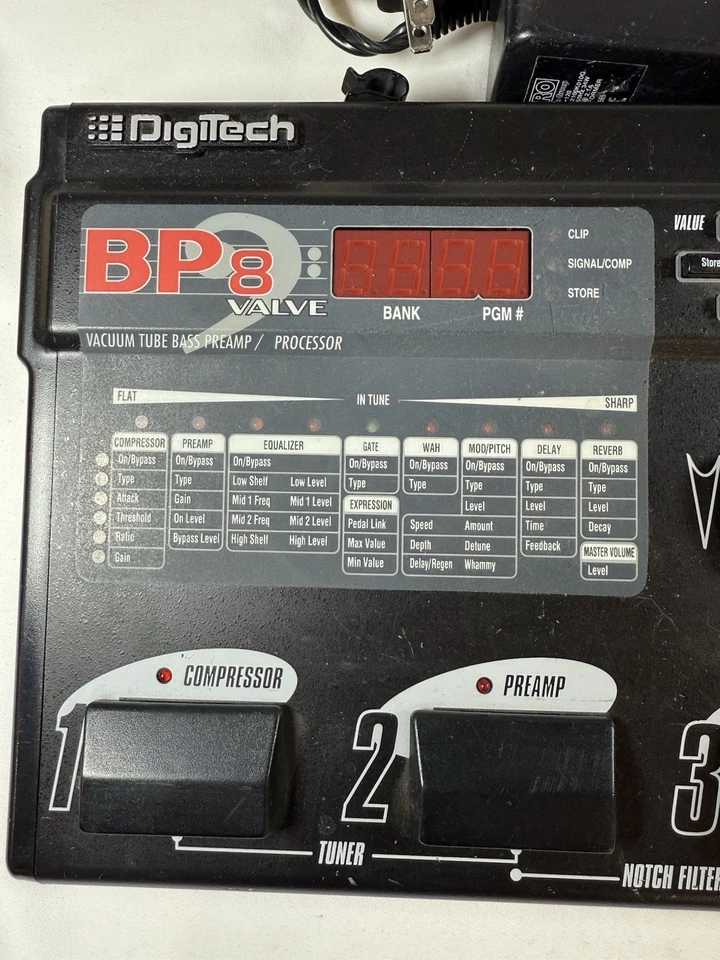 DigiTech
BP8
VALVE
VACUUM TUBE BASS PREAMP / PROCESSOR
BANK PGM #
CLIP
SIGNAL/COMP
STORE
VALUE
Store
FLAT IN TUNE SHARP
COMPRESSOR
On/Bypass
Type
Attack
Threshold
Ratio
Gain
PREAMP
On/Bypass
Type
Gain
On Level
Bypass Level
EQUALIZER
On/Bypass
Low Shelf Low Level
Mid 1 Freq Mid 1 Level
Mid 2 Freq Mid 2 Level
High Shelf High Level
GATE
On/Bypass
Type
EXPRESSION
Pedal Link
Max Value
Min Value
WAH
On/Bypass
Type
MOD/PITCH
On/Bypass
Type
Level
Speed Amount
Depth Detune
Delay/Regen Whammy
DELAY
On/Bypass
Type
Level
Time
Feedback
REVERB
On/Bypass
Type
Level
Decay
MASTER VOLUME
Level
1 COMPRESSOR
2 PREAMP
3
TUNER
NOTCH FILTER